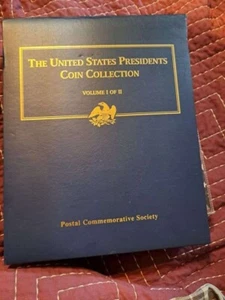 THE UNITED STATES PRESIDENTS
COIN COLLECTION
VOLUME I OF II
Postal Commemorative Society